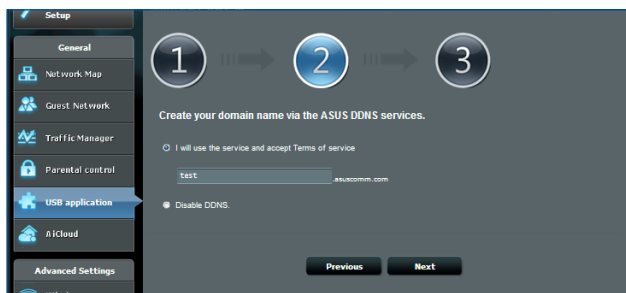 Setup
General
Network Map
Guest Network
Traffic Manager
Parental control
USB application
AiCloud
Advanced Settings
1
2
3
Create your domain name via the ASUS DDNS services.
I will use the service and accept Terms of service
test
.asuscomm.com
Disable DDNS.
Previous
Next